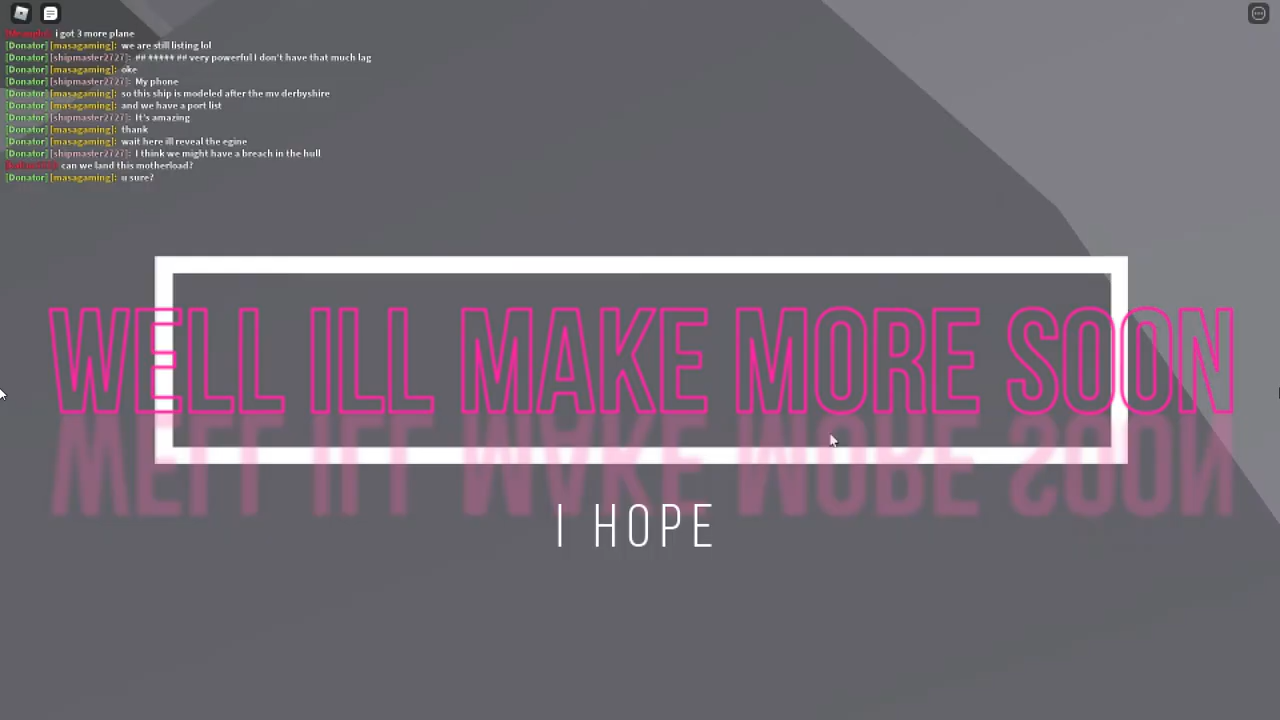 i got 3 more plane
[Donator] [masagaming]: we are still listing lol
[Donator] [shipmaster2727]: ## ##### ## very powerful I don't have that much lag
[Donator] [masagaming]: oke
[Donator] [shipmaster2727]: My phone
[Donator] [masagaming]: so this ship is modeled after the mv derbyshire
[Donator] [masagaming]: and we have a port list
[Donator] [shipmaster2727]: It's amazing
[Donator] [masagaming]: thank
[Donator] [masagaming]: wait here ill reveal the egine
[Donator] [shipmaster2727]: I think we might have a breach in the hull
can we land this motherload?
[Donator] [masagaming]: u sure?
WELL ILL MAKE MORE SOON
I HOPE